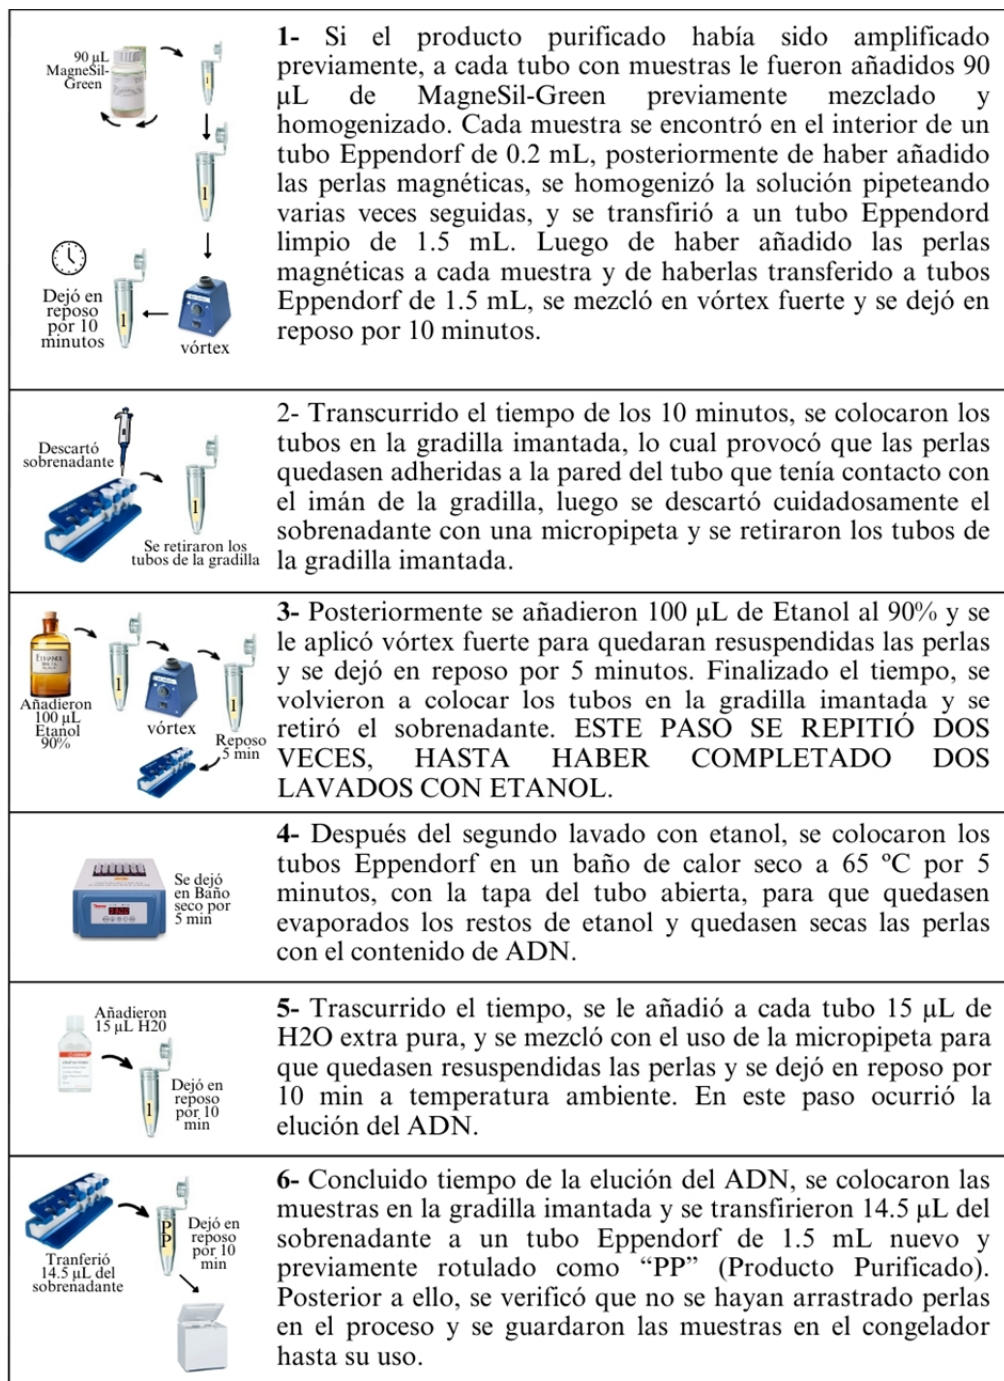 90 µL
MagneSil-
Green
1
1
Dejó en
reposo
por 10
minutos
1
vórtex
1- Si el producto purificado había sido amplificado
previamente, a cada tubo con muestras le fueron añadidos 90
µL de MagneSil-Green previamente mezclado y
homogenizado. Cada muestra se encontró en el interior de un
tubo Eppendorf de 0.2 mL, posteriormente de haber añadido
las perlas magnéticas, se homogenizó la solución pipeteando
varias veces seguidas, y se transfirió a un tubo Eppendord
limpio de 1.5 mL. Luego de haber añadido las perlas
magnéticas a cada muestra y de haberlas transferido a tubos
Eppendorf de 1.5 mL, se mezcló en vórtex fuerte y se dejó en
reposo por 10 minutos.
Descartó
sobrenadante
1
Se retiraron los
tubos de la gradilla
2- Transcurrido el tiempo de los 10 minutos, se colocaron los
tubos en la gradilla imantada, lo cual provocó que las perlas
quedasen adheridas a la pared del tubo que tenía contacto con
el imán de la gradilla, luego se descartó cuidadosamente el
sobrenadante con una micropipeta y se retiraron los tubos de
la gradilla imantada.
1
1
Añadieron
100 µL
Etanol
90%
vórtex
Reposo
5 min
3- Posteriormente se añadieron 100 µL de Etanol al 90% y se
le aplicó vórtex fuerte para quedaran resuspendidas las perlas
y se dejó en reposo por 5 minutos. Finalizado el tiempo, se
volvieron a colocar los tubos en la gradilla imantada y se
retiró el sobrenadante. ESTE PASO SE REPITIÓ DOS
VECES, HASTA HABER COMPLETADO DOS
LAVADOS CON ETANOL.
Se dejó
en Baño
seco por
5 min
4- Después del segundo lavado con etanol, se colocaron los
tubos Eppendorf en un baño de calor seco a 65 ºC por 5
minutos, con la tapa del tubo abierta, para que quedasen
evaporados los restos de etanol y quedasen secas las perlas
con el contenido de ADN.
Añadieron
15 µL H20
1
Dejó en
reposo
por 10
min
5- Trascurrido el tiempo, se le añadió a cada tubo 15 µL de
H2O extra pura, y se mezcló con el uso de la micropipeta para
que quedasen resuspendidas las perlas y se dejó en reposo por
10 min a temperatura ambiente. En este paso ocurrió la
elución del ADN.
PP
Dejó en
reposo
por 10
min
Tranferió
14.5 µL del
sobrenadante
6- Concluido tiempo de la elución del ADN, se colocaron las
muestras en la gradilla imantada y se transfirieron 14.5 µL del
sobrenadante a un tubo Eppendorf de 1.5 mL nuevo y
previamente rotulado como “PP” (Producto Purificado).
Posterior a ello, se verificó que no se hayan arrastrado perlas
en el proceso y se guardaron las muestras en el congelador
hasta su uso.